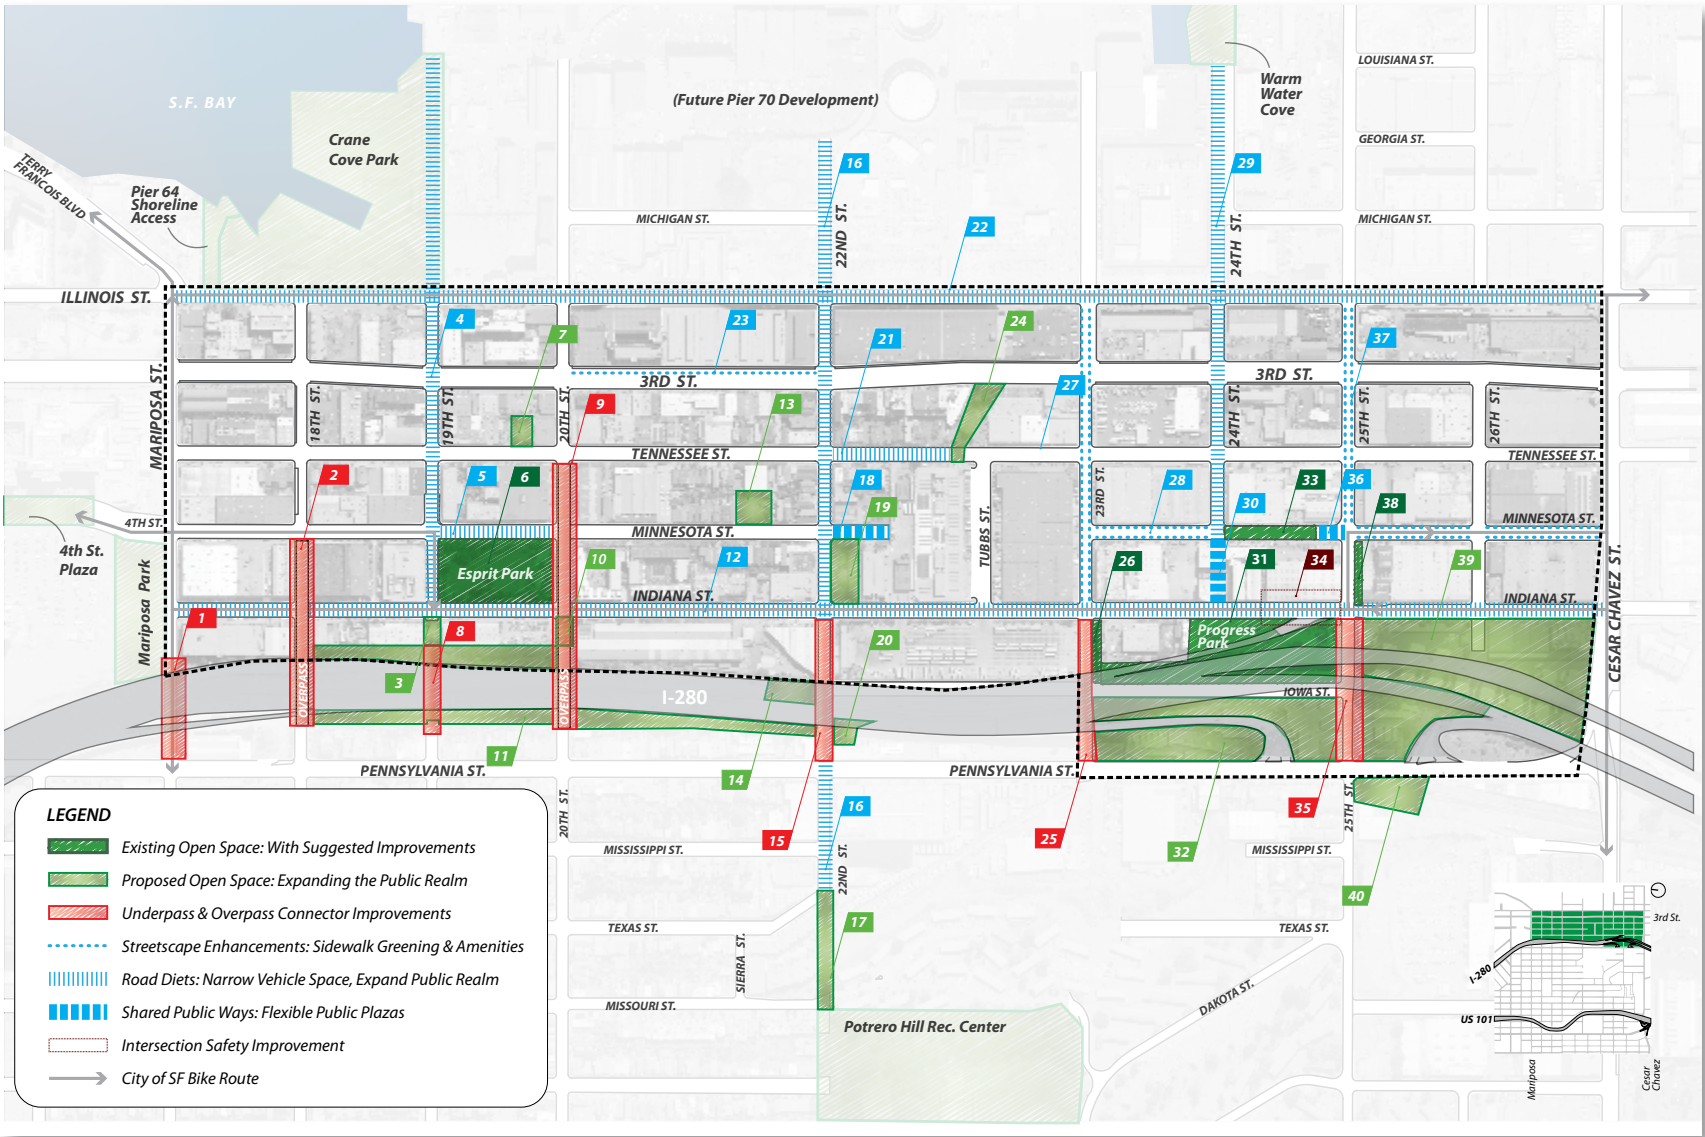 LOUISIANA ST.
S.F. BAY
(Future Pier 70 Development)
Warm
Water
Cove
Crane
Cove Park
GEORGIA ST.
TERRY
FRANCOIS BLVD
16
29
Pier 64
Shoreline
Access
MICHIGAN ST.
MICHIGAN ST.
22
22ND ST.
24TH ST.
ILLINOIS ST.
4
23
24
7
21
37
3RD ST.
3RD ST.
27
MARIPOSA ST.
18TH ST.
19TH ST.
20TH ST.
9
13
24TH ST.
25TH ST.
26TH ST.
TENNESSEE ST.
TENNESSEE ST.
2
5
6
18
28
33
36
23RD ST.
19
30
38
4TH ST.
MINNESOTA ST.
MINNESOTA ST.
TUBBS ST.
4th St.
Plaza
Mariposa Park
Esprit Park
10
12
26
31
34
39
CESAR CHAVEZ ST.
INDIANA ST.
INDIANA ST.
1
8
20
Progress
Park
3
OVERPASS
OVERPASS
I-280
IOWA ST.
11
PENNSYLVANIA ST.
14
PENNSYLVANIA ST.
16
35
25TH ST.
20TH ST.
15
25
32
MISSISSIPPI ST.
MISSISSIPPI ST.
22ND ST.
40
17
TEXAS ST.
TEXAS ST.
SIERRA ST.
MISSOURI ST.
DAKOTA ST.
Potrero Hill Rec. Center
LEGEND
Existing Open Space: With Suggested Improvements
Proposed Open Space: Expanding the Public Realm
Underpass & Overpass Connector Improvements
Streetscape Enhancements: Sidewalk Greening & Amenities
Road Diets: Narrow Vehicle Space, Expand Public Realm
Shared Public Ways: Flexible Public Plazas
Intersection Safety Improvement
City of SF Bike Route
3rd St.
I-280
US 101
Mariposa
Cesar
Chavez